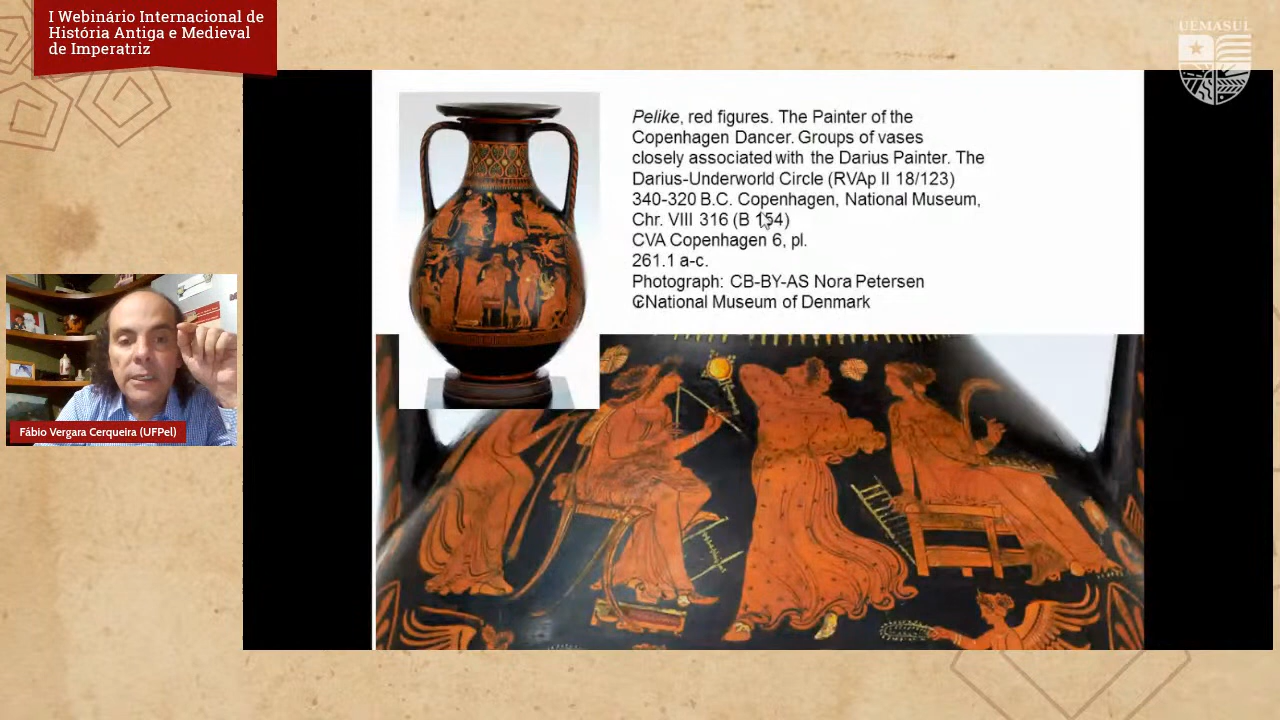 I Webinário Internacional de
História Antiga e Medieval
de Imperatriz
UEMASUL
Pelike, red figures. The Painter of the
Copenhagen Dancer. Groups of vases
closely associated with the Darius Painter. The
Darius-Underworld Circle (RVAp II 18/123)
340-320 B.C. Copenhagen, National Museum,
Chr. VIII 316 (B 154)
CVA Copenhagen 6, pl.
261.1 a-c.
Photograph: CB-BY-AS Nora Petersen
©National Museum of Denmark
Fábio Vergara Cerqueira (UFPel)